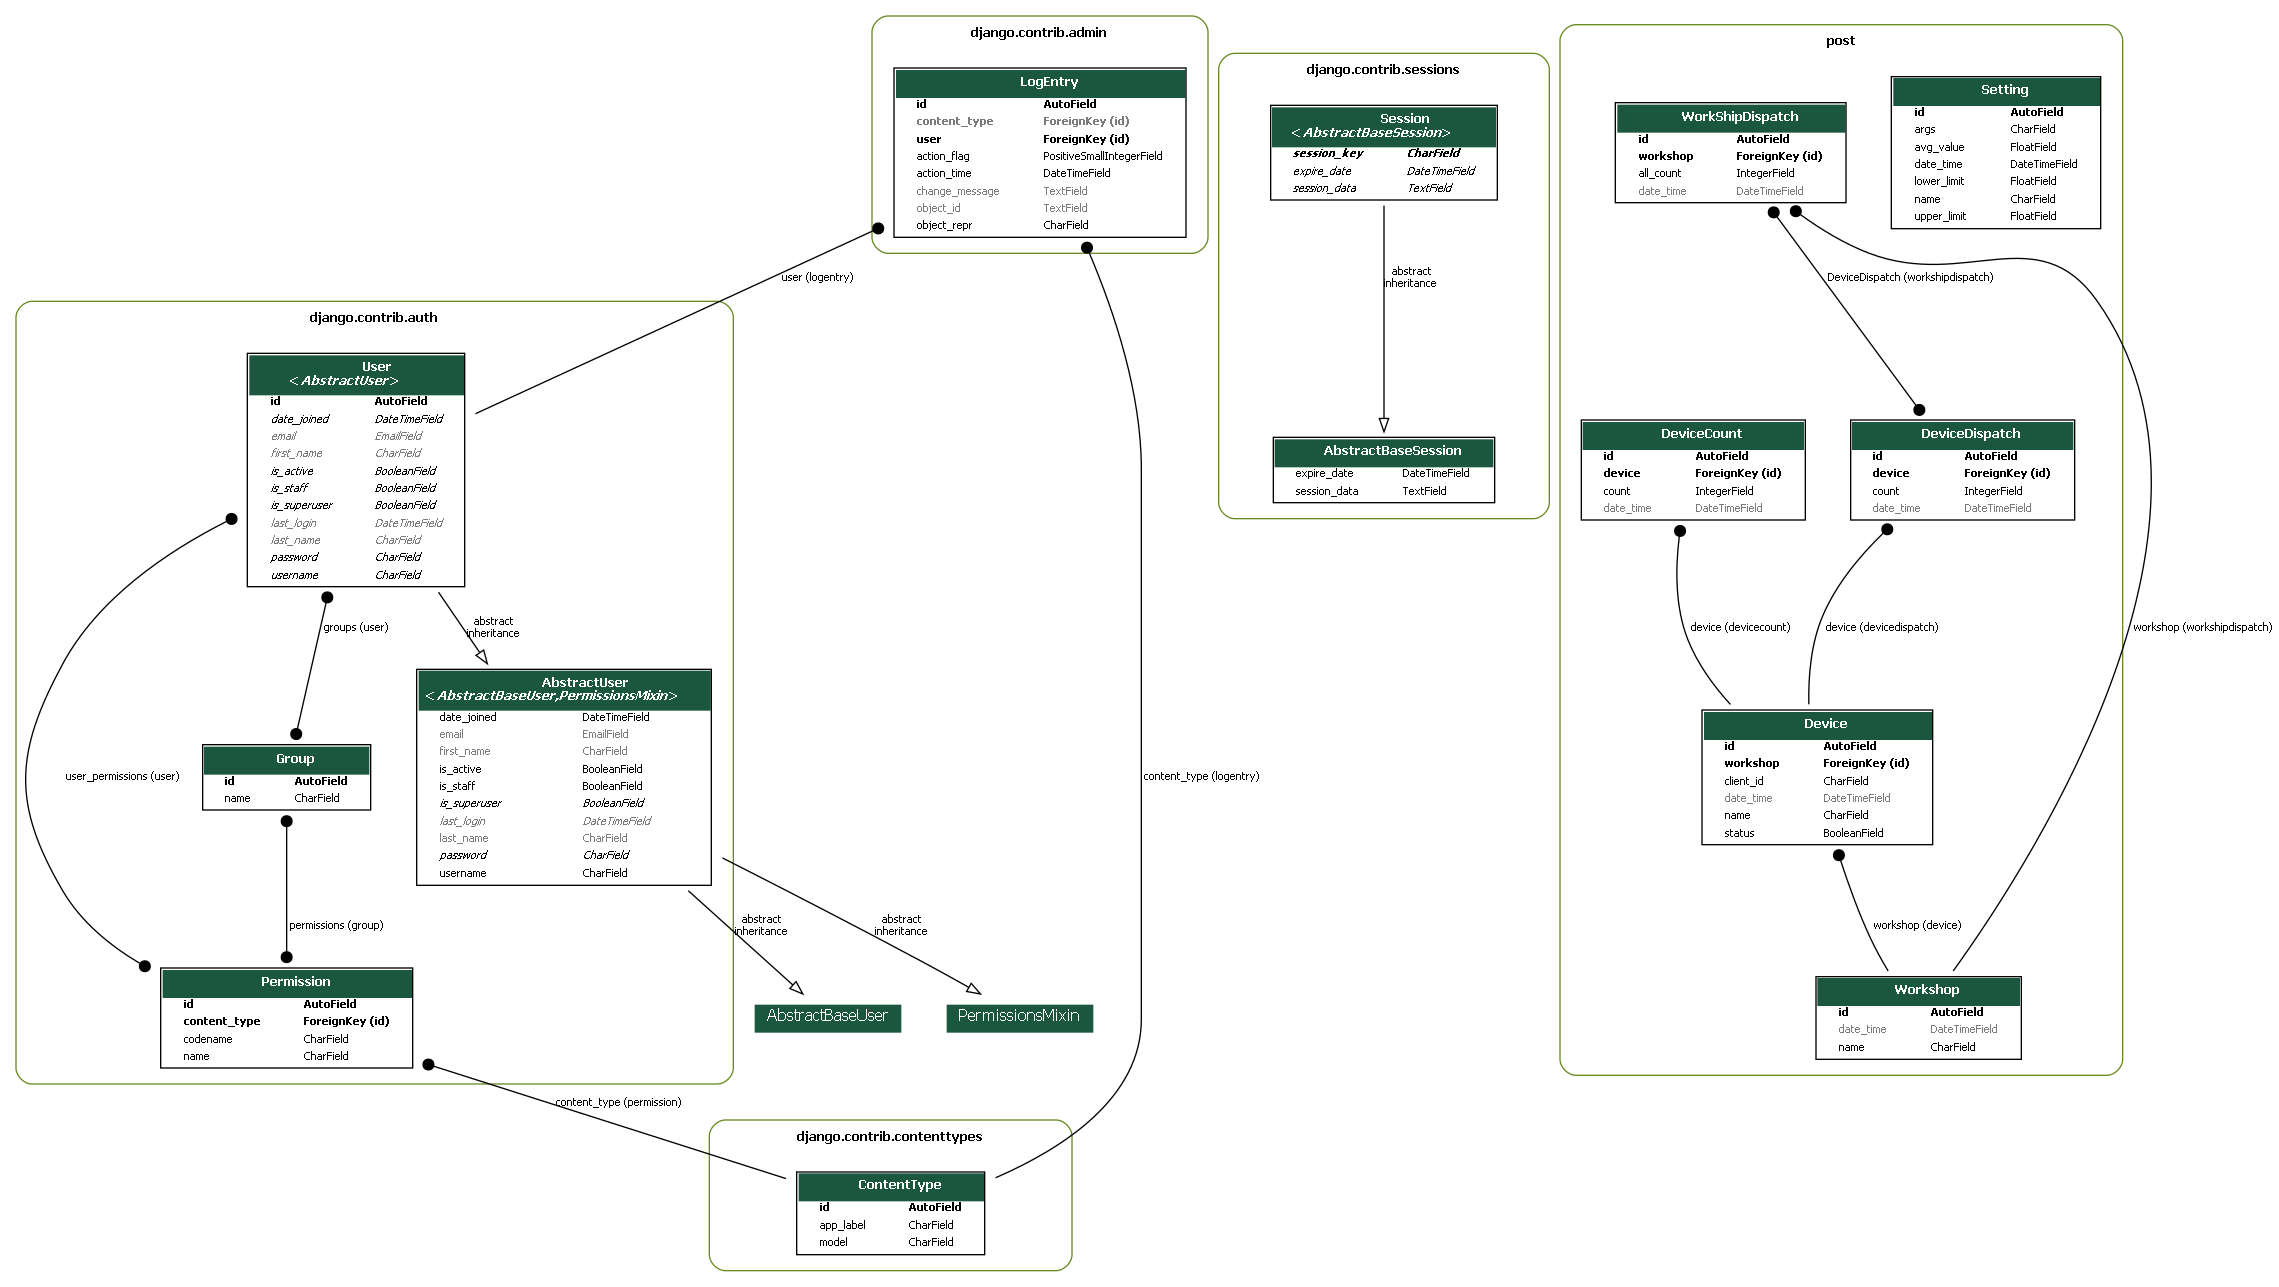 django.contrib.admin
LogEntry
id AutoField
content_type ForeignKey (id)
user ForeignKey (id)
action_flag PositiveSmallIntegerField
action_time DateTimeField
change_message TextField
object_id TextField
object_repr CharField
django.contrib.sessions
Session
<AbstractBaseSession>
session_key CharField
expire_date DateTimeField
session_data TextField
abstract
inheritance
AbstractBaseSession
expire_date DateTimeField
session_data TextField
post
WorkShipDispatch
id AutoField
workshop ForeignKey (id)
all_count IntegerField
date_time DateTimeField
Setting
id AutoField
args CharField
avg_value FloatField
date_time DateTimeField
lower_limit FloatField
name CharField
upper_limit FloatField
DeviceDispatch (workshipdispatch)
DeviceCount
id AutoField
device ForeignKey (id)
count IntegerField
date_time DateTimeField
DeviceDispatch
id AutoField
device ForeignKey (id)
count IntegerField
date_time DateTimeField
device (devicecount)
device (devicedispatch)
workshop (workshipdispatch)
Device
id AutoField
workshop ForeignKey (id)
client_id CharField
date_time DateTimeField
name CharField
status BooleanField
workshop (device)
Workshop
id AutoField
date_time DateTimeField
name CharField
user (logentry)
django.contrib.auth
User
<AbstractUser>
id AutoField
date_joined DateTimeField
email EmailField
first_name CharField
is_active BooleanField
is_staff BooleanField
is_superuser BooleanField
last_login DateTimeField
last_name CharField
password CharField
username CharField
groups (user)
abstract
inheritance
AbstractUser
<AbstractBaseUser,PermissionsMixin>
date_joined DateTimeField
email EmailField
first_name CharField
is_active BooleanField
is_staff BooleanField
is_superuser BooleanField
last_login DateTimeField
last_name CharField
password CharField
username CharField
user_permissions (user)
Group
id AutoField
name CharField
permissions (group)
abstract
inheritance
abstract
inheritance
Permission
id AutoField
content_type ForeignKey (id)
codename CharField
name CharField
AbstractBaseUser
PermissionsMixin
content_type (logentry)
content_type (permission)
django.contrib.contenttypes
ContentType
id AutoField
app_label CharField
model CharField